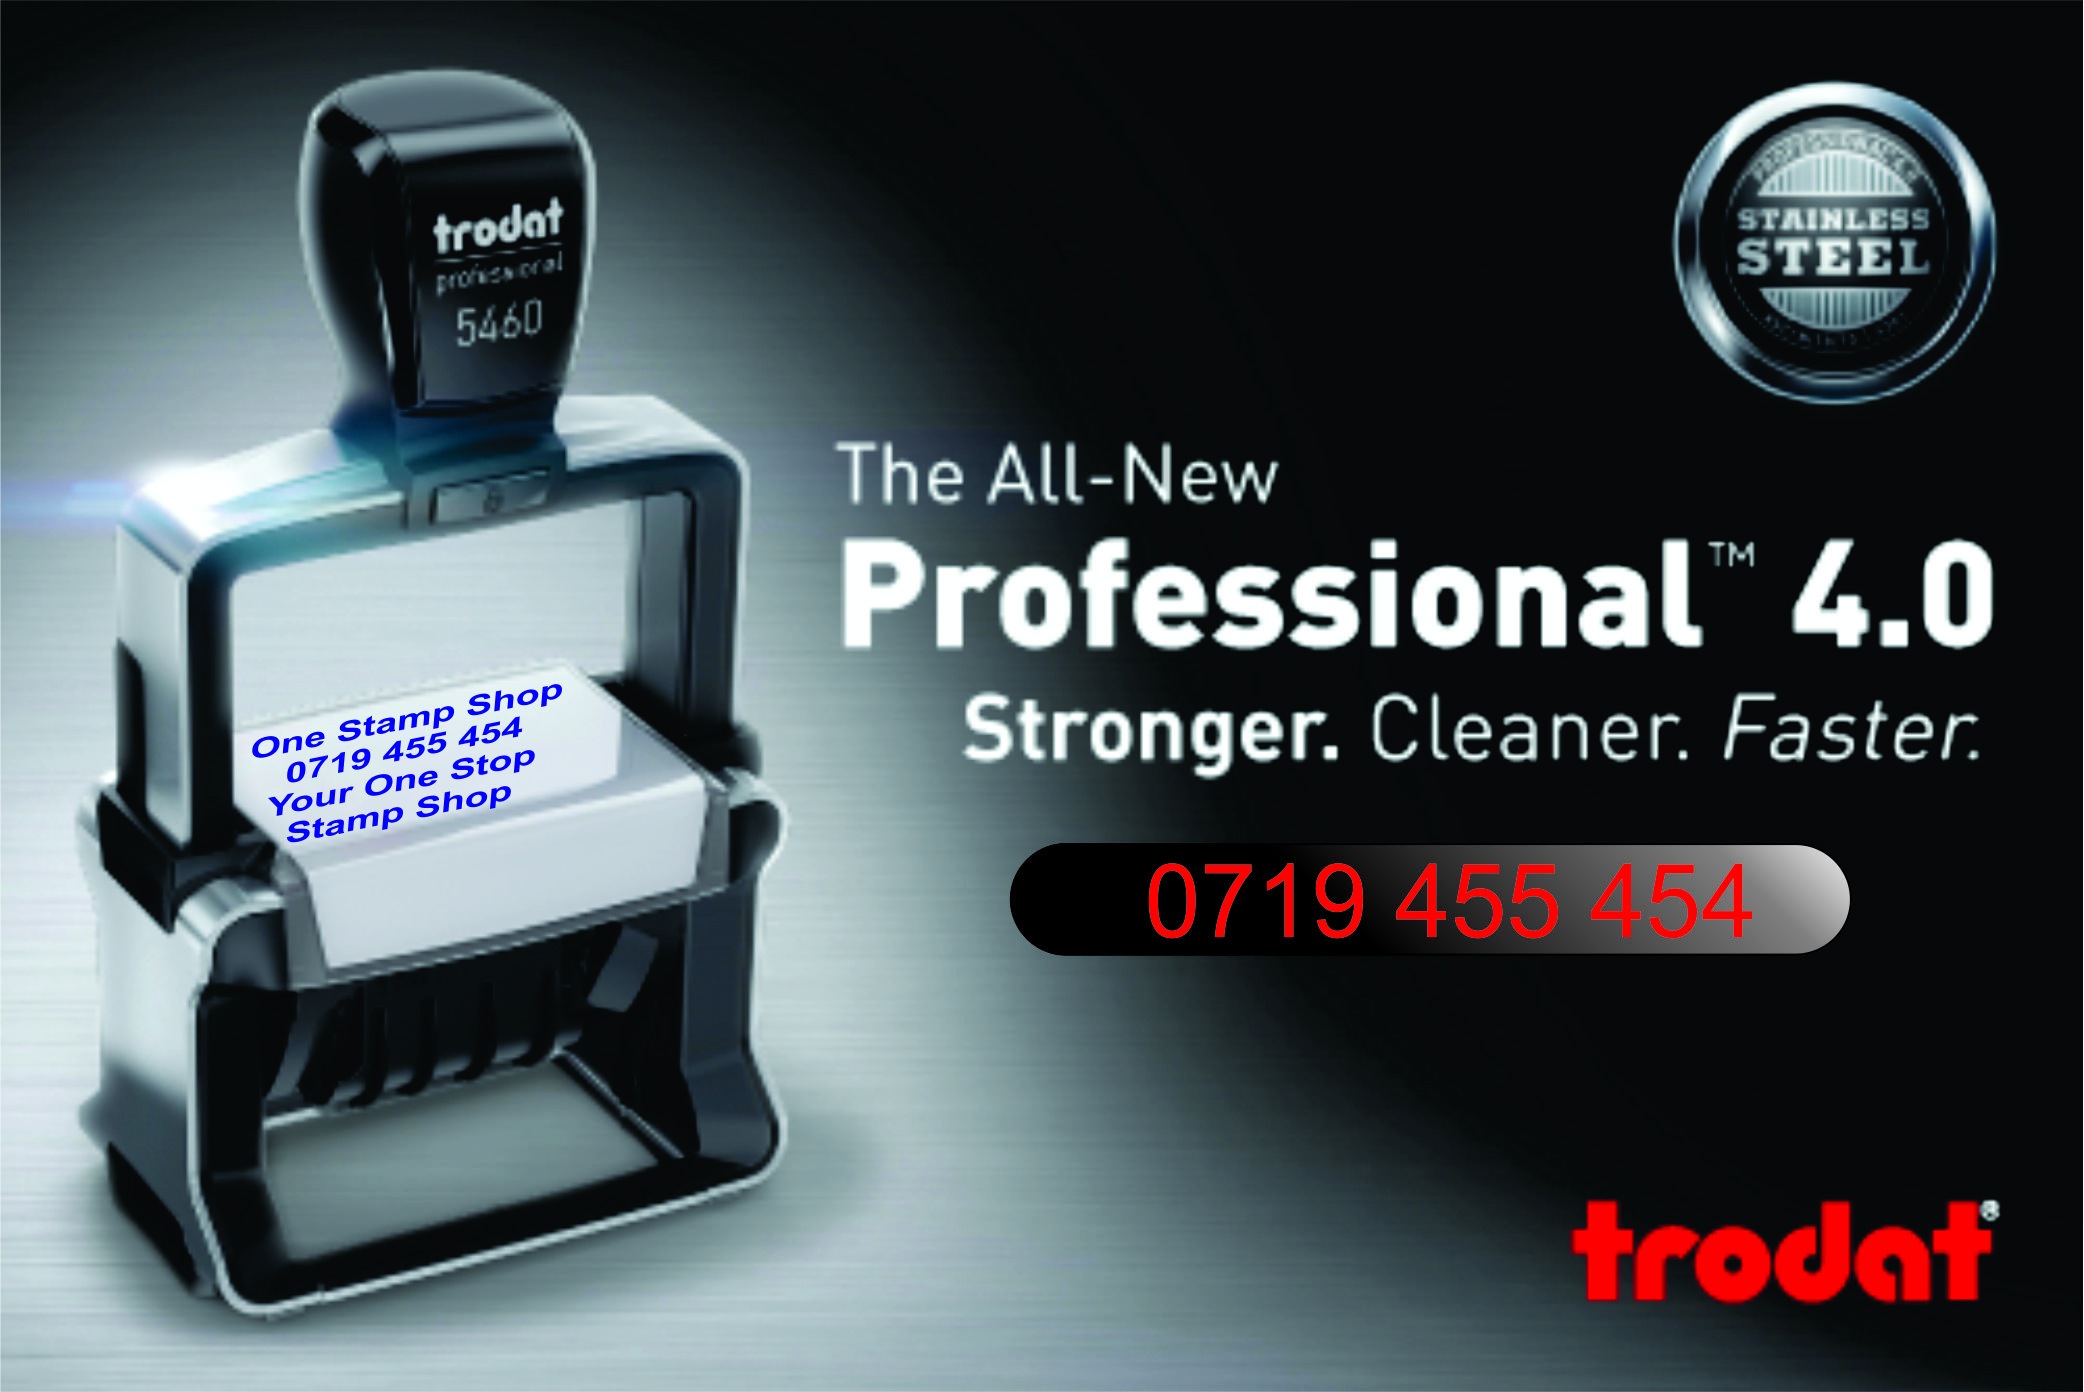 trodat
professional
5460
STAINLESS
STEEL
The All-New
Professional™ 4.0
Stronger. Cleaner. Faster.
One Stamp Shop
0719 455 454
Your One Stop
Stamp Shop
0719 455 454
trodat®